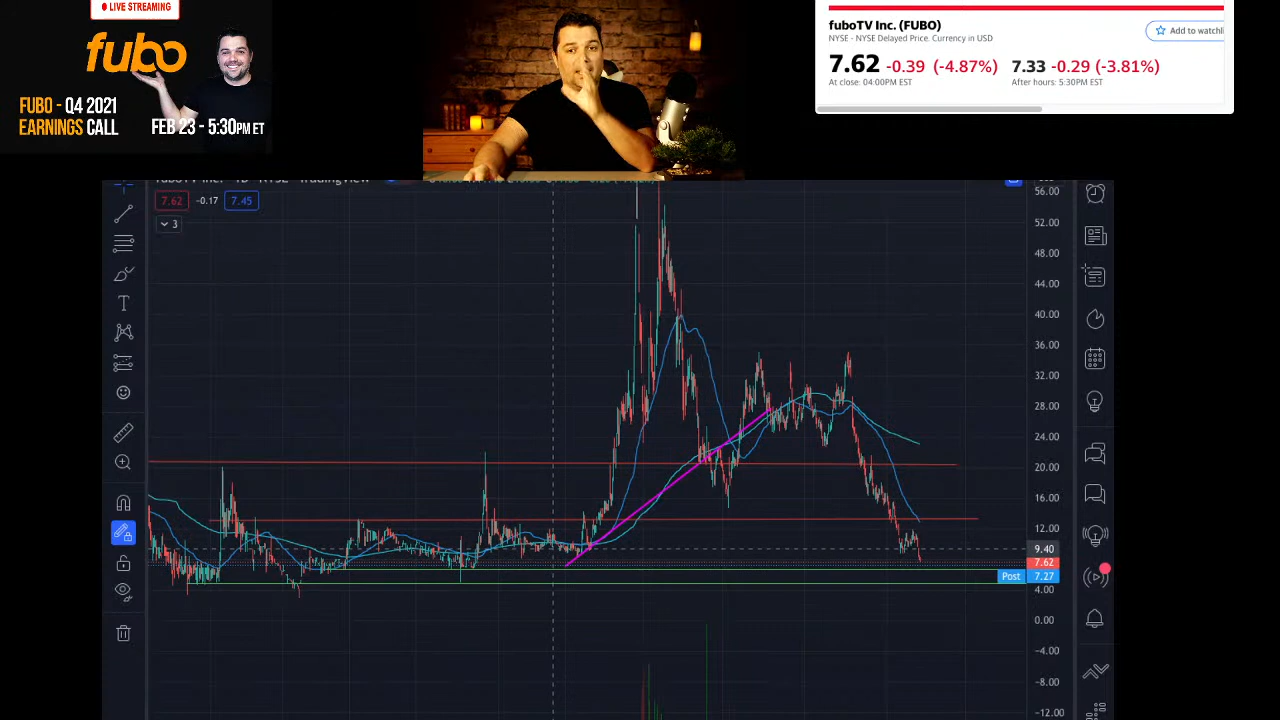 LIVE STREAMING
fubo
FUBO - Q4 2021
EARNINGS CALL
FEB 23 - 5:30PM ET
fuboTV Inc. (FUBO)
NYSE - NYSE Delayed Price. Currency in USD
Add to watchli
7.62 -0.39 (-4.87%)
7.33 -0.29 (-3.81%)
At close: 04:00PM EST
After hours: 5:30PM EST
7.62
-0.17
7.45
3
T
56.00
52.00
48.00
44.00
40.00
36.00
32.00
28.00
24.00
20.00
16.00
12.00
9.40
7.62
Post 7.27
4.00
0.00
-4.00
-8.00
-12.00